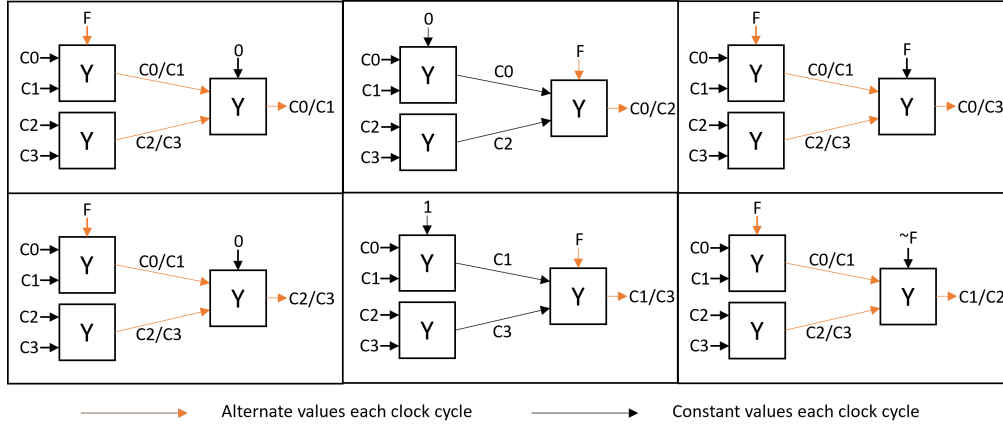 F
C0
C1
C2
C3
Y
Y
C0/C1
C2/C3
0
Y
C0/C1
0
C0
C1
C2
C3
Y
Y
C0
C2
F
Y
C0/C2
F
C0
C1
C2
C3
Y
Y
C0/C1
C2/C3
F
Y
C0/C3
F
C0
C1
C2
C3
Y
Y
C0/C1
C2/C3
0
Y
C2/C3
1
C0
C1
C2
C3
Y
Y
C1
C3
F
Y
C1/C3
F
C0
C1
C2
C3
Y
Y
C0/C1
C2/C3
~F
Y
C1/C2
Alternate values each clock cycle
Constant values each clock cycle